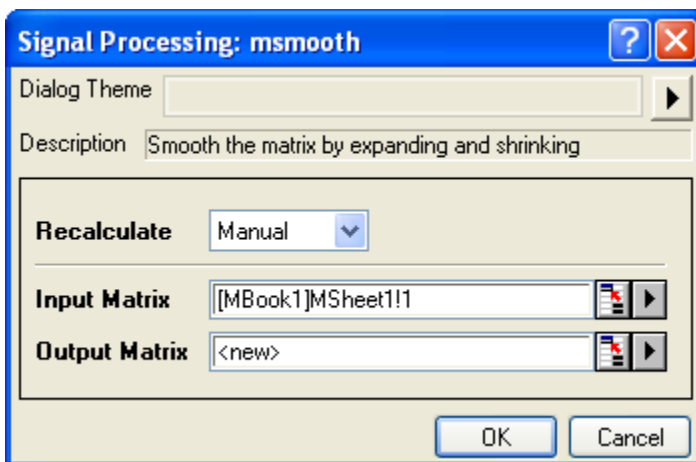 Signal Processing: msmooth
Dialog Theme
Description Smooth the matrix by expanding and shrinking
Recalculate Manual
Input Matrix [MBook1]MSheet1!1
Output Matrix <new>
OK Cancel